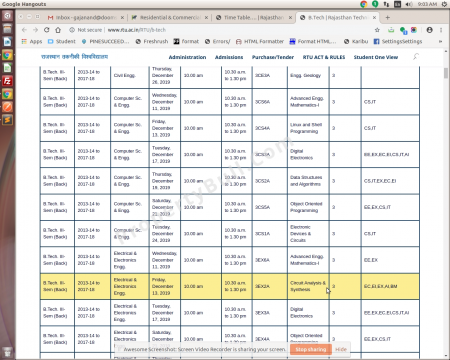 Google Hangouts
9:03 AM
Inbox - gajanand@doon
Residential & Commerci
Time Table... | Rajasthan
B.Tech | Rajasthan Tech
Not secure | www.rtu.ac.in/RTU/b-tech
Apps
PINTEREST SUBMISS
Freshrush
format
Errors/
HTML Formatter
Format HTML
Karibu
SettingsSettings
राजस्थान तकनीकी विश्वविद्यालय
Administration
Admissions
Purchase/Tender
RTU ACT & RULES
Student One View
B.Tech. III-Sem (Back)
2013-14 to 2017-18
Civil Engg.
Thursday, December 26, 2019
10.00 am
10.30 a.m to 1.30 pm
3CE3A
Engg. Geology
3
B.Tech. III-Sem (Back)
2013-14 to 2017-18
Computer Sc. & Engg.
Wednesday, December 11, 2019
10.00 am
10.30 a.m to 1.30 pm
3CS6A
Advanced Engg. Mathematics-I
3
CS,IT
B.Tech. III-Sem (Back)
2013-14 to 2017-18
Computer Sc. & Engg.
Friday, December 13, 2019
10.00 am
10.30 a.m to 1.30 pm
3CS4A
Linux and Shell Programming
3
CS,IT
B.Tech. III-Sem (Back)
2013-14 to 2017-18
Computer Sc. & Engg.
Tuesday, December 17, 2019
10.00 am
10.30 a.m to 1.30 pm
Digital Electronics
3
EE,EX,EC,EI,CS,IT,AI
B.Tech. III-Sem (Back)
2013-14 to 2017-18
Computer Sc. & Engg.
Thursday, December 19, 2019
10.00 am
10.30 a.m to 1.30 pm
3CS2A
Data Structures and Algorithms
3
CS,IT,EX,EC,EI
B.Tech. III-Sem (Back)
2013-14 to 2017-18
Computer Sc. & Engg.
Saturday, December 21, 2019
10.00 am
10.30 a.m to 1.30 pm
3CS5A
Object Oriented Programming
3
EE,EX,CS,IT
B.Tech. III-Sem (Back)
2013-14 to 2017-18
Computer Sc. & Engg.
Tuesday, December 24, 2019
10.00 am
10.30 a.m to 1.30 pm
3CS1A
Electronic Devices & Circuits
3
CS,IT
B.Tech. III-Sem (Back)
2013-14 to 2017-18
Electrical & Electronics Engg.
Wednesday, December 11, 2019
10.00 am
10.30 a.m to 1.30 pm
3EX6A
Advanced Engg. Mathematics-I
3
EE,EX
B.Tech. III-Sem (Back)
2013-14 to 2017-18
Electrical & Electronics Engg.
Friday, December 13, 2019
10.00 am
10.30 a.m to 1.30 pm
3EX2A
Circuit Analysis & Synthesis
3
EC,EI,EX,AI,BM
B.Tech. III-Sem (Back)
2013-14 to 2017-18
Electrical & Electronics Engg.
Tuesday, December 17, 2019
10.00 am
10.30 a.m to 1.30 pm
3EX3A
Digital Electronics
3
EE,EX,EC,EI,CS,IT,AI
B.Tech. III-Sem (Back)
2013-14 to 2017-18
Electrical & Electronics
Saturday, December
10.00 am
10.30 a.m to 1.30 pm
3EX4A
Object Oriented
3
EE,EX,CS,IT
Awesome Screenshot: Screen Video Recorder is sharing your screen.
Stop sharing
Hide